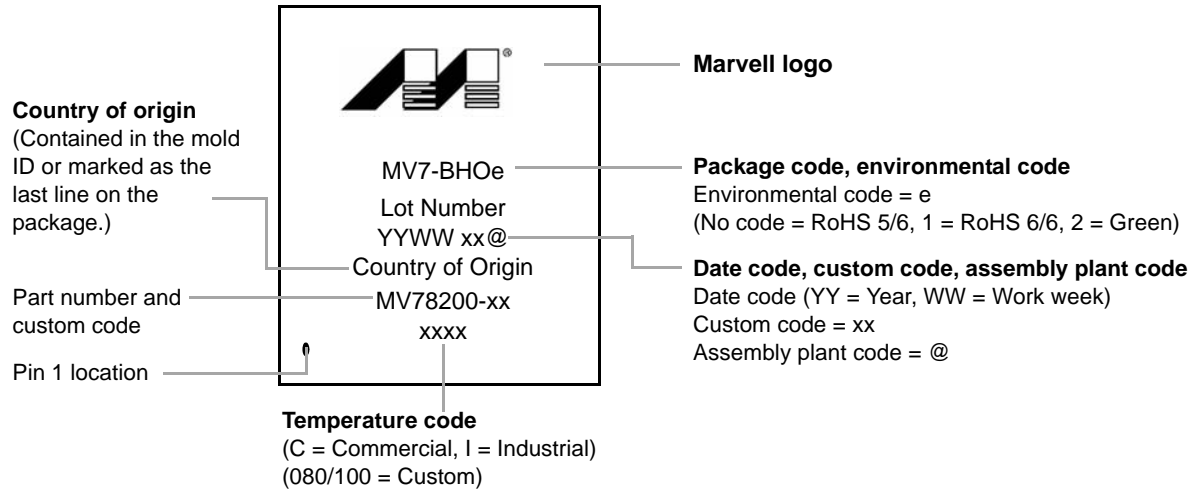 ®
Marvell logo
Country of origin
(Contained in the mold
ID or marked as the
last line on the
package.)
MV7-BHOe
Package code, environmental code
Environmental code = e
(No code = RoHS 5/6, 1 = RoHS 6/6, 2 = Green)
Lot Number
YYWW xx@
Country of Origin
Date code, custom code, assembly plant code
Date code (YY = Year, WW = Work week)
Custom code = xx
Assembly plant code = @
Part number and
custom code
MV78200-xx
xxxx
Pin 1 location
Temperature code
(C = Commercial, I = Industrial)
(080/100 = Custom)